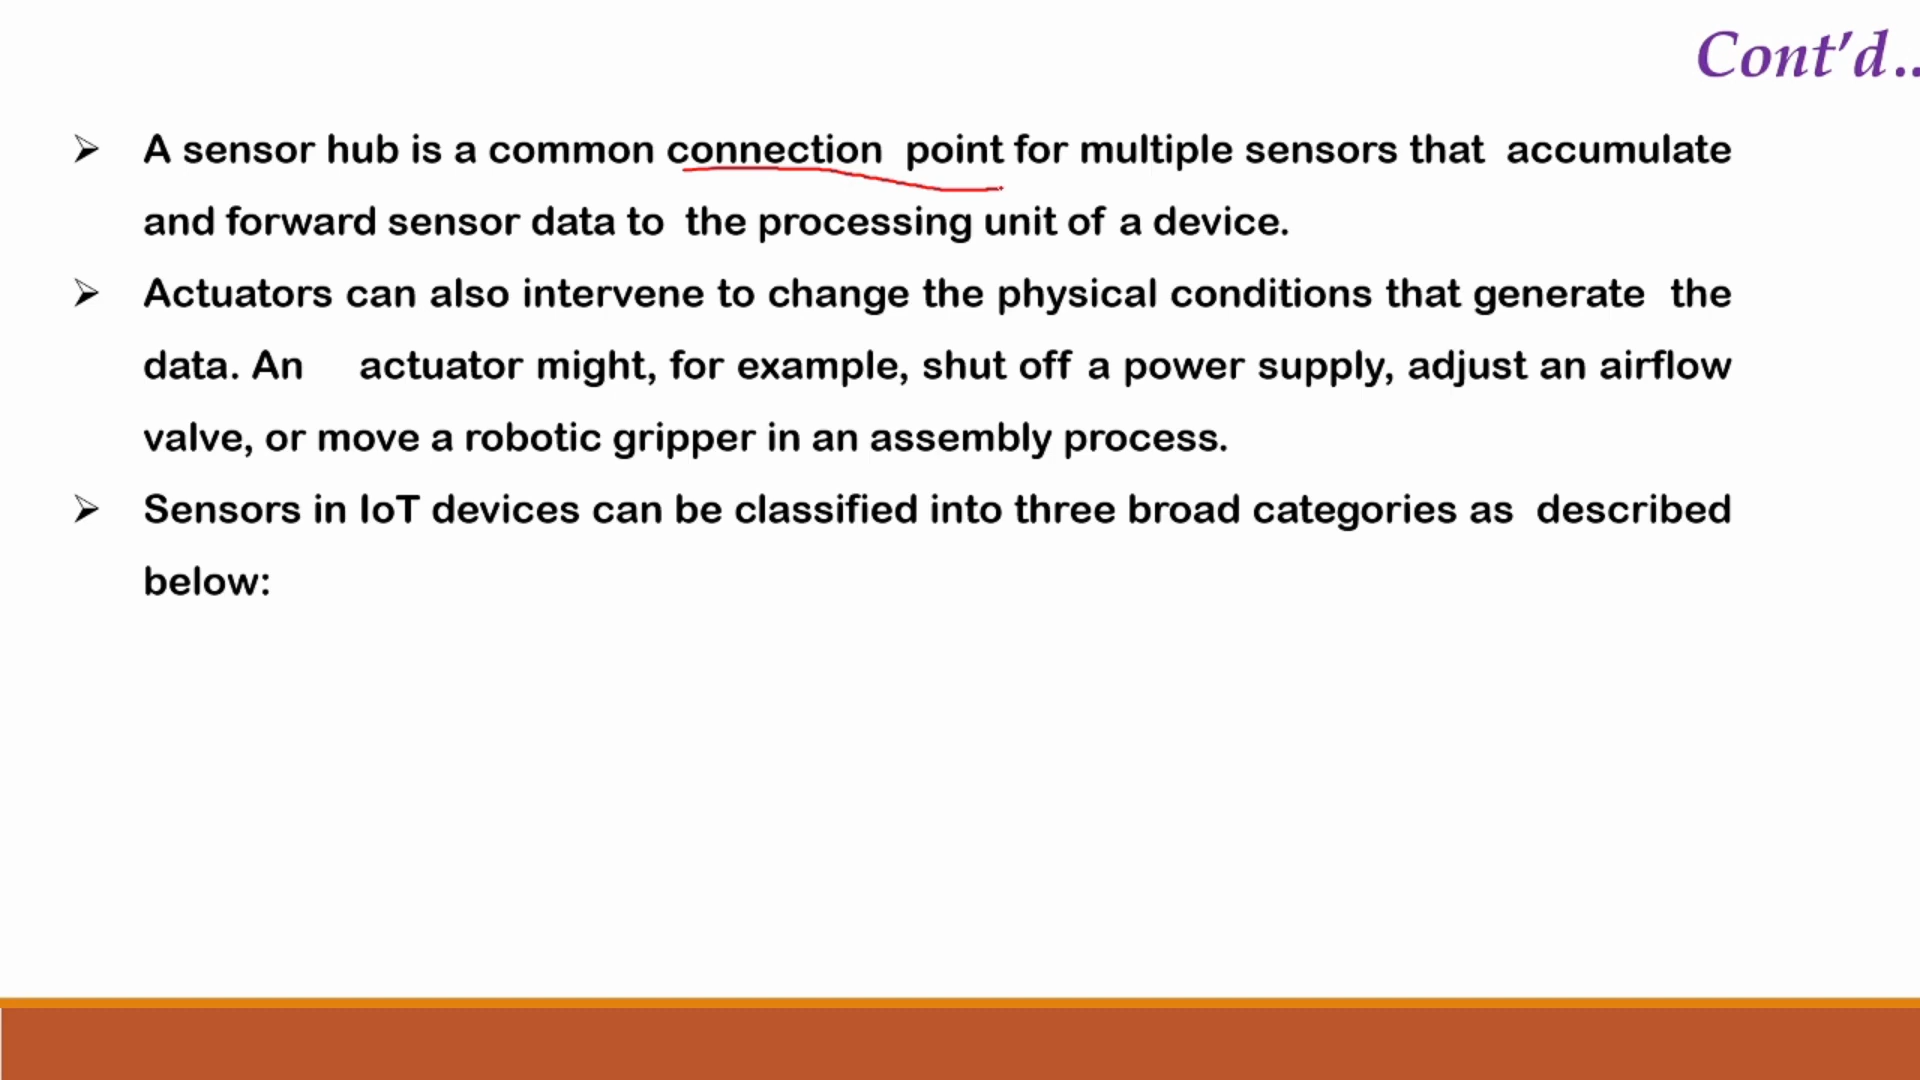 Cont’d..
➢ A sensor hub is a common connection point for multiple sensors that accumulate
and forward sensor data to the processing unit of a device.
➢ Actuators can also intervene to change the physical conditions that generate the
data. An actuator might, for example, shut off a power supply, adjust an airflow
valve, or move a robotic gripper in an assembly process.
➢ Sensors in IoT devices can be classified into three broad categories as described
below: